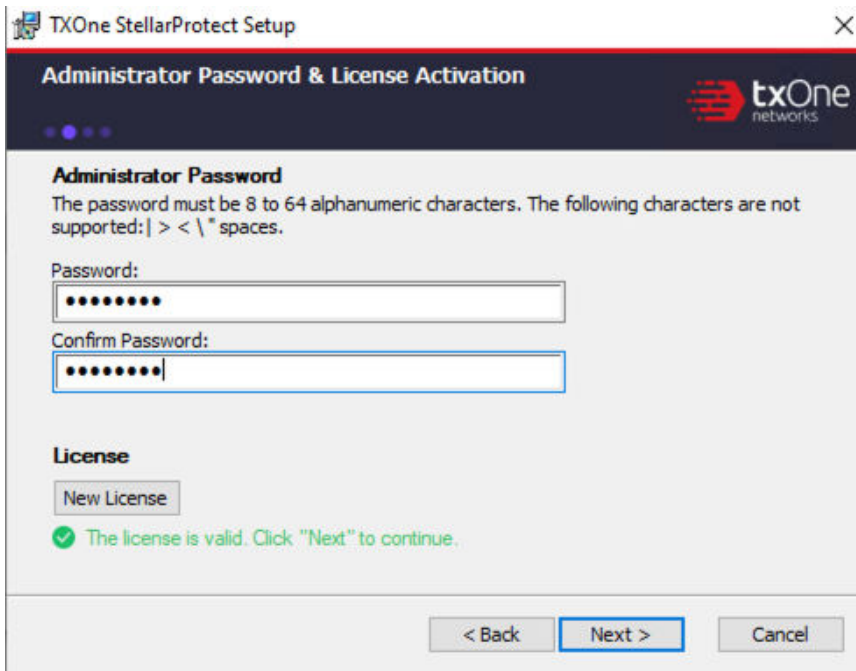 TXOne StellarProtect Setup
Administrator Password & License Activation
txOne
networks
Administrator Password
The password must be 8 to 64 alphanumeric characters. The following characters are not
supported:| > < \ " spaces.
Password:
••••••••
Confirm Password:
••••••••
License
New License
The license is valid. Click "Next" to continue.
< Back
Next >
Cancel